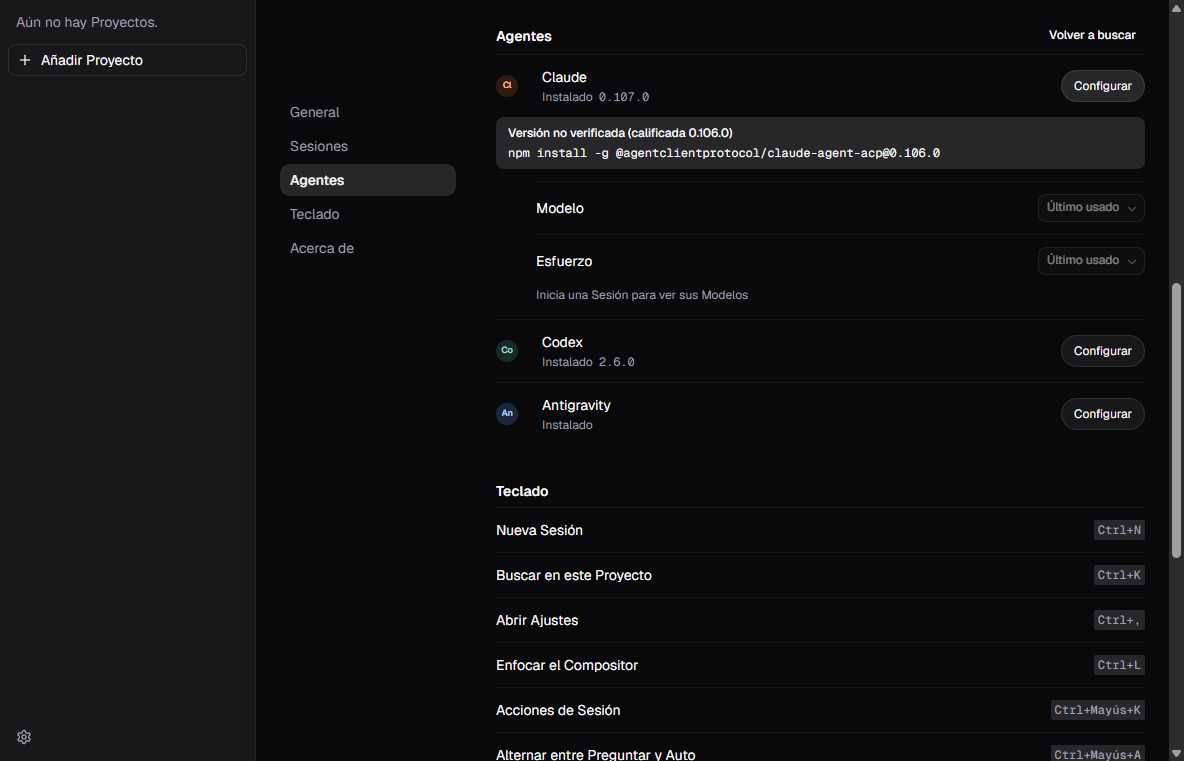 Aún no hay Proyectos.
+ Añadir Proyecto
General
Sesiones
Agentes
Teclado
Acerca de
Agentes
Volver a buscar
Cl
Claude
Instalado 0.107.0
Configurar
Versión no verificada (calificada 0.106.0)
npm install -g @agentclientprotocol/claude-agent-acp@0.106.0
Modelo
Último usado
Esfuerzo
Último usado
Inicia una Sesión para ver sus Modelos
Co
Codex
Instalado 2.6.0
Configurar
An
Antigravity
Instalado
Configurar
Teclado
Nueva Sesión
Ctrl+N
Buscar en este Proyecto
Ctrl+K
Abrir Ajustes
Ctrl+,
Enfocar el Compositor
Ctrl+L
Acciones de Sesión
Ctrl+Mayús+K
Alternar entre Preguntar y Auto
Ctrl+Mayús+A